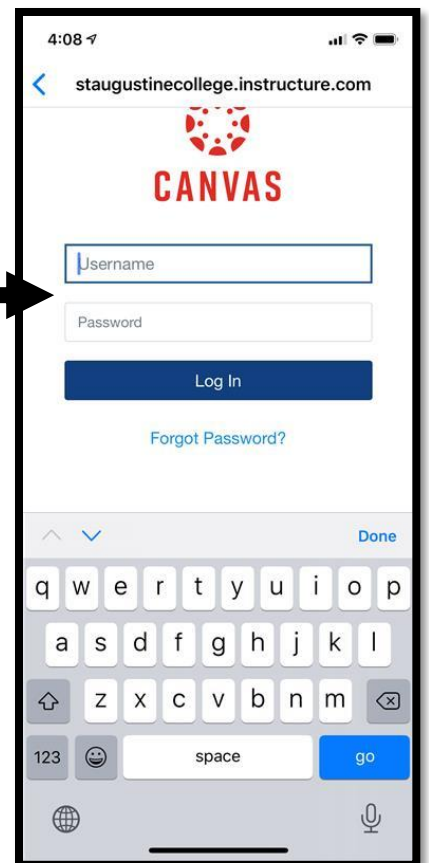 4:08
staugustinecollege.instructure.com
CANVAS
Username
Password
Log In
Forgot Password?
Done
q w e r t y u i o p
a s d f g h j k l
z x c v b n m
123 space go